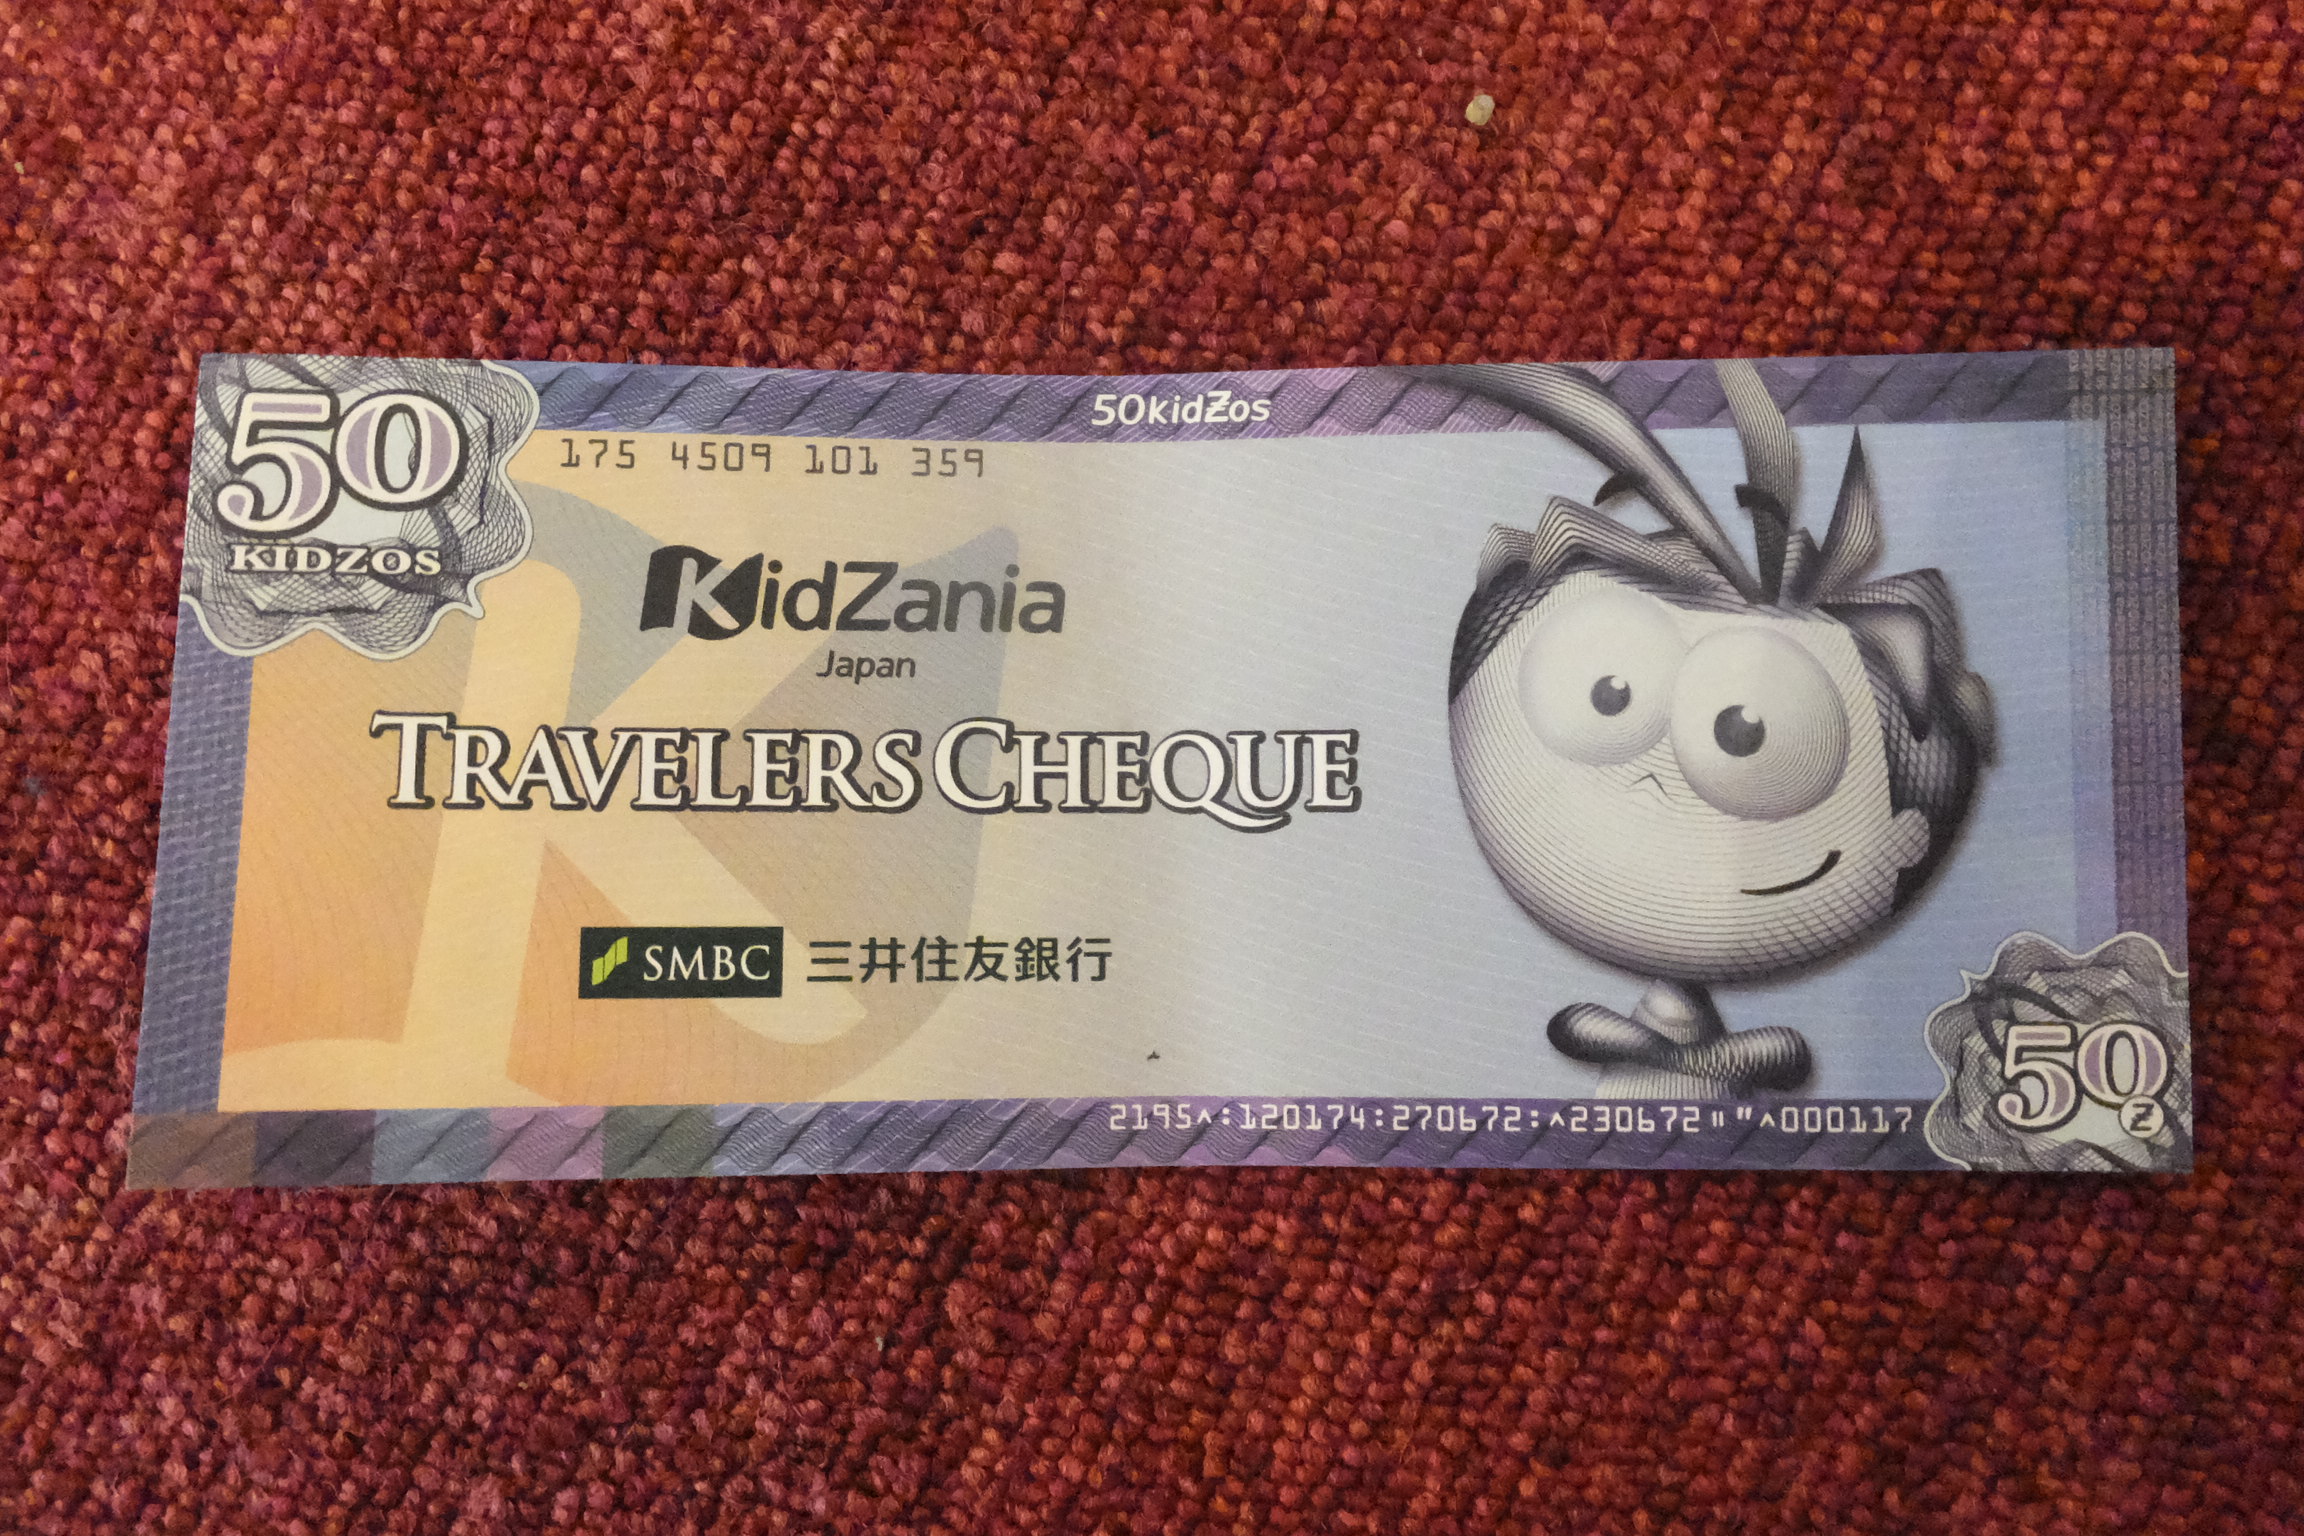 50
KIDZOS
50kidZos
175 4509 101 359
KidZania
Japan
TRAVELERS CHEQUE
SMBC 三井住友銀行
2195^:120174:270672:^230672""^000117
50
Z